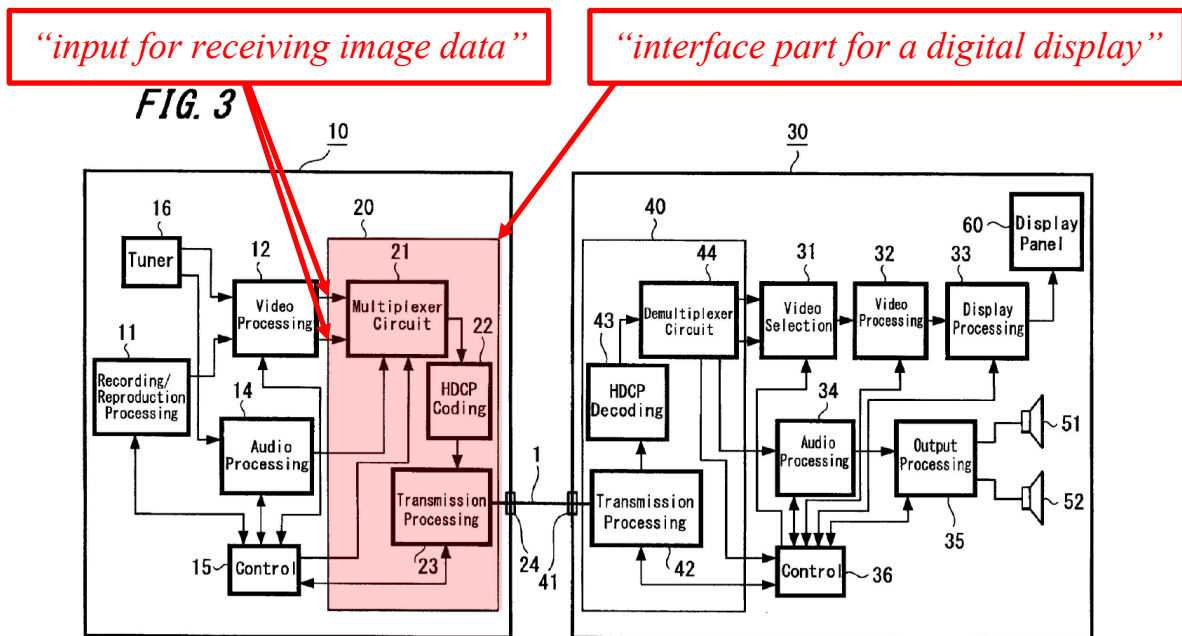 “input for receiving image data”
“interface part for a digital display”
FIG. 3
10
30
16
Tuner
20
40
60
Display
Panel
12
Video
Processing
21
Multiplexer
Circuit
44
Demultiplexer
Circuit
31
Video
Selection
32
Video
Processing
33
Display
Processing
11
Recording/
Reproduction
Processing
22
HDCP
Coding
43
HDCP
Decoding
14
Audio
Processing
34
Audio
Processing
Output
Processing
35
51
52
1
Transmission
Processing
23
24
41
Transmission
Processing
42
15
Control
Control
36